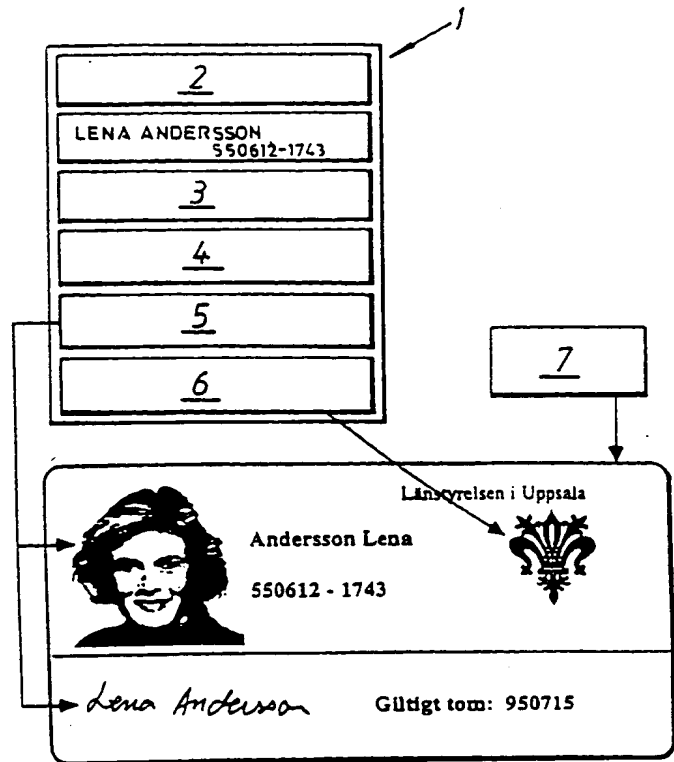 1
2
LENA ANDERSSON
550612-1743
3
4
5
6
7
Länstyrelsen i Uppsala
Andersson Lena
550612 - 1743
Lena Andersson
Giltigt tom: 950715